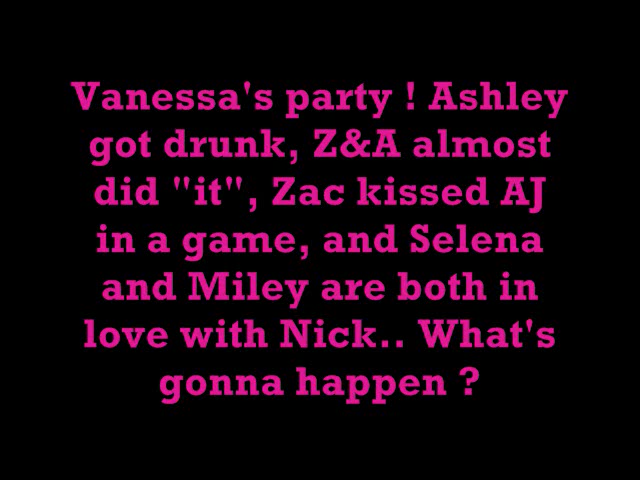 Vanessa's party ! Ashley
got drunk, Z&A almost
did "it", Zac kissed AJ
in a game, and Selena
and Miley are both in
love with Nick.. What's
gonna happen ?